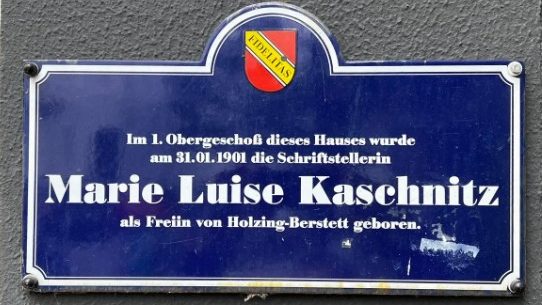 FIDELITAS
Im 1. Obergeschoß dieses Hauses wurde
am 31.01.1901 die Schriftstellerin
Marie Luise Kaschnitz
als Freiin von Holzing-Berstett geboren.